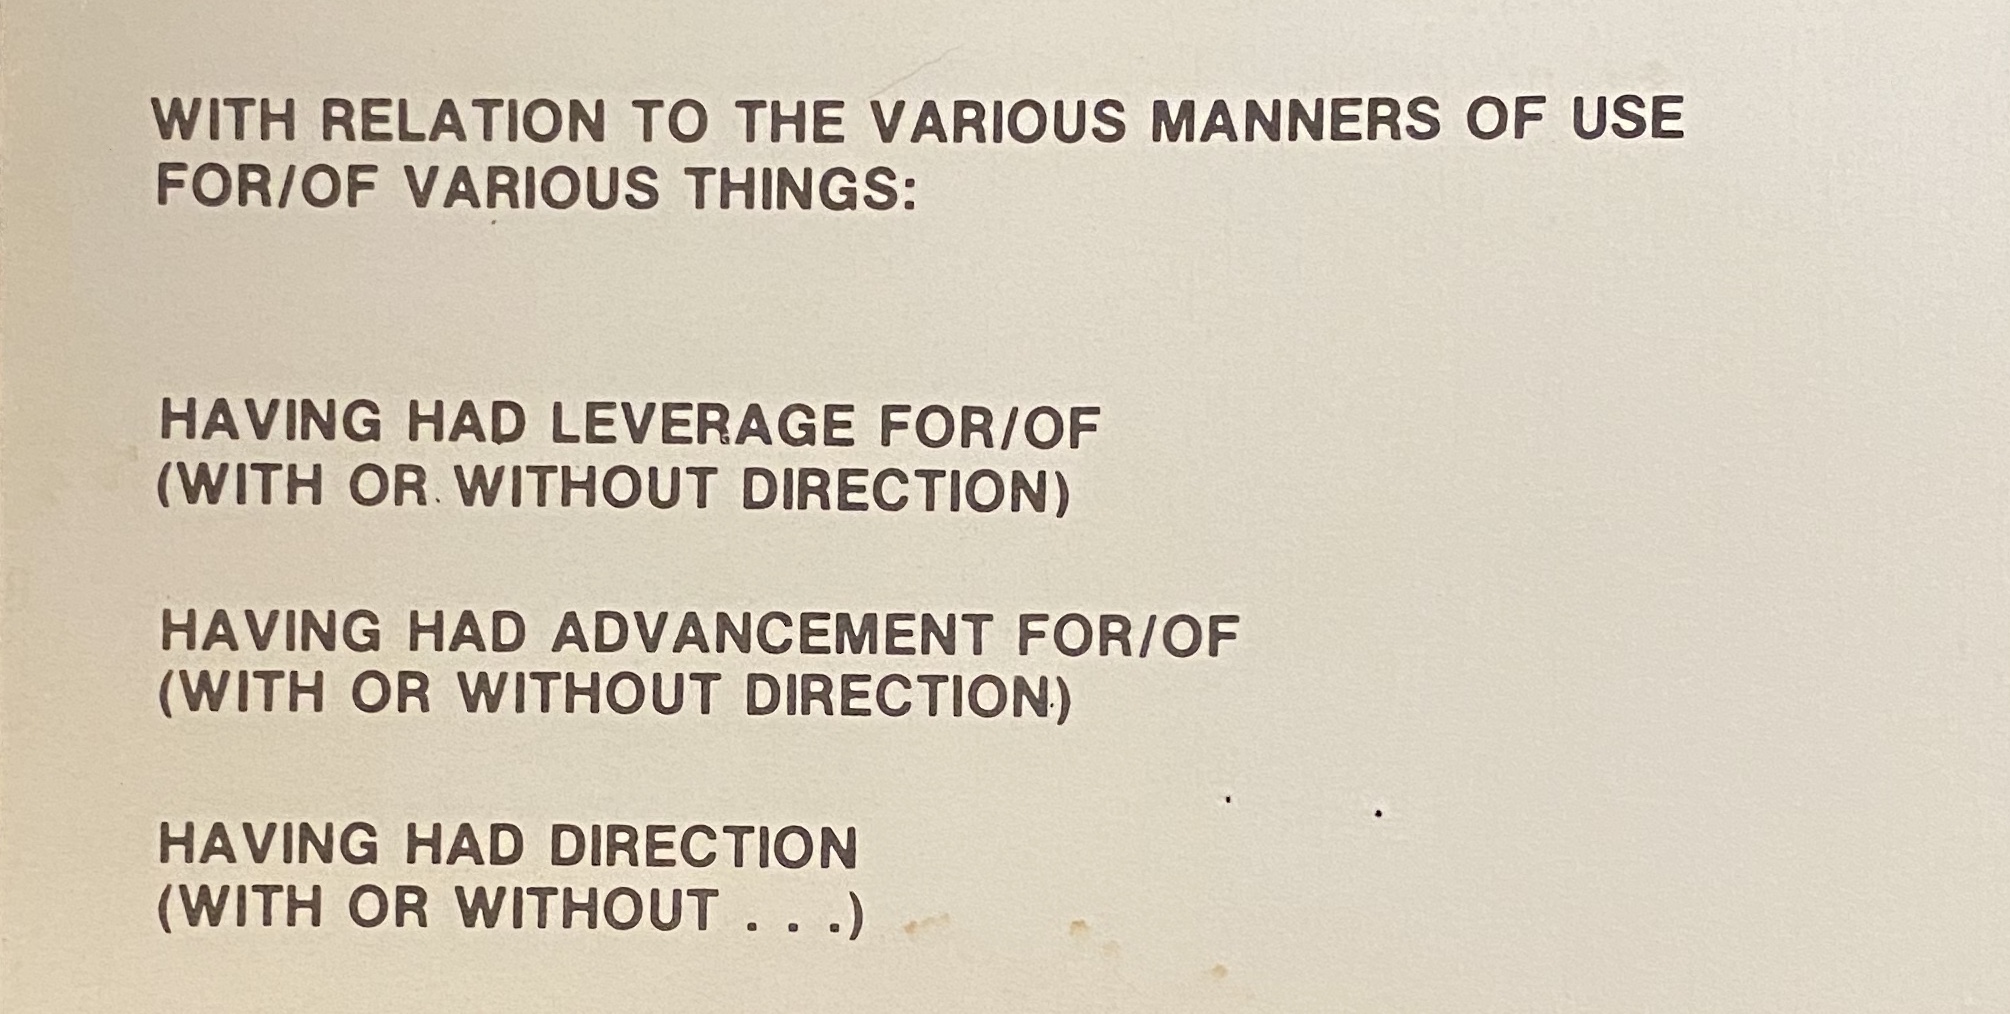 WITH RELATION TO THE VARIOUS MANNERS OF USE
FOR/OF VARIOUS THINGS:
HAVING HAD LEVERAGE FOR/OF
(WITH OR WITHOUT DIRECTION)
HAVING HAD ADVANCEMENT FOR/OF
(WITH OR WITHOUT DIRECTION)
HAVING HAD DIRECTION
(WITH OR WITHOUT . . .)